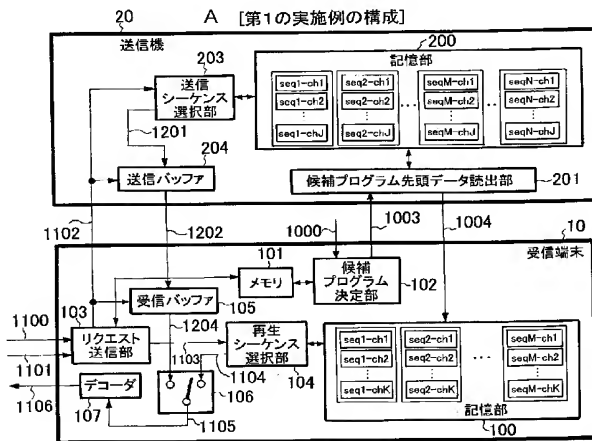 A [第1の実施例の構成]
20
送信機
203
送信
シーケンス
選択部
1201
204
送信バッファ
200
記憶部
seq1-ch1
seq1-ch2
seq1-chJ
seq2-ch1
seq2-ch2
seq2-chJ
seqM-ch1
seqM-ch2
seqM-chJ
seqN-ch1
seqN-ch2
seqN-chJ
候補プログラム先頭データ読出部
201
1102
1202
1000
1003
1004
10
受信端末
101
メモリ
候補
プログラム
決定部
102
103
リクエスト
送信部
受信バッファ
105
1100
1101
1106
1204
1103
1104
再生
シーケンス
選択部
104
デコーダ
107
106
1105
seq1-ch1
seq1-ch2
seq1-chK
seq2-ch1
seq2-ch2
seq2-chK
seqM-ch1
seqM-ch2
seqM-chK
記憶部
100